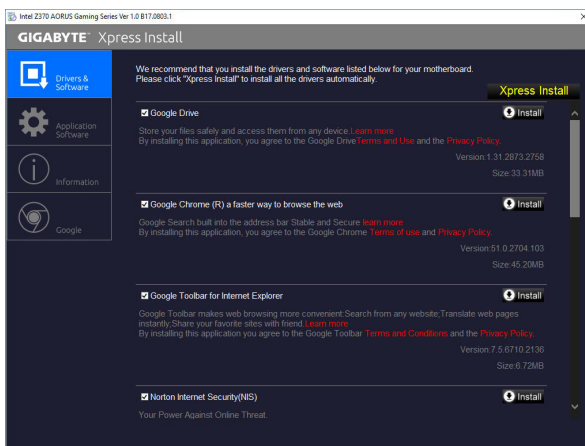 Intel Z370 AORUS Gaming Series Ver 1.0 B17.0803.1
GIGABYTE™ Xpress Install
Drivers &
Software
Application
Software
Information
Google
We recommend that you install the drivers and software listed below for your motherboard.
Please click "Xpress Install" to install all the drivers automatically.
Xpress Install
Google Drive
Install
Store your files safely and access them from any device.Learn more
By installing this application, you agree to the Google DriveTerms and Use and the Privacy Policy.
Version:1.31.2873.2758
Size:33.31MB
Google Chrome (R) a faster way to browse the web
Install
Google Search built into the address bar Stable and Secure learn more
By installing this application, you agree to the Google Chrome Terms of use and Privacy Policy.
Version:51.0.2704.103
Size:45.20MB
Google Toolbar for Internet Explorer
Install
Google Toolbar makes web browsing more convenient:Search from any website;Translate web pages
instantly;Share your favorite sites with friend.Learn more
By installing this application you agree to the Google Toolbar Terms and Conditions and the Privacy Policy.
Version:7.5.6710.2136
Size:6.72MB
Norton Internet Security(NIS)
Install
Your Power Against Online Threat.